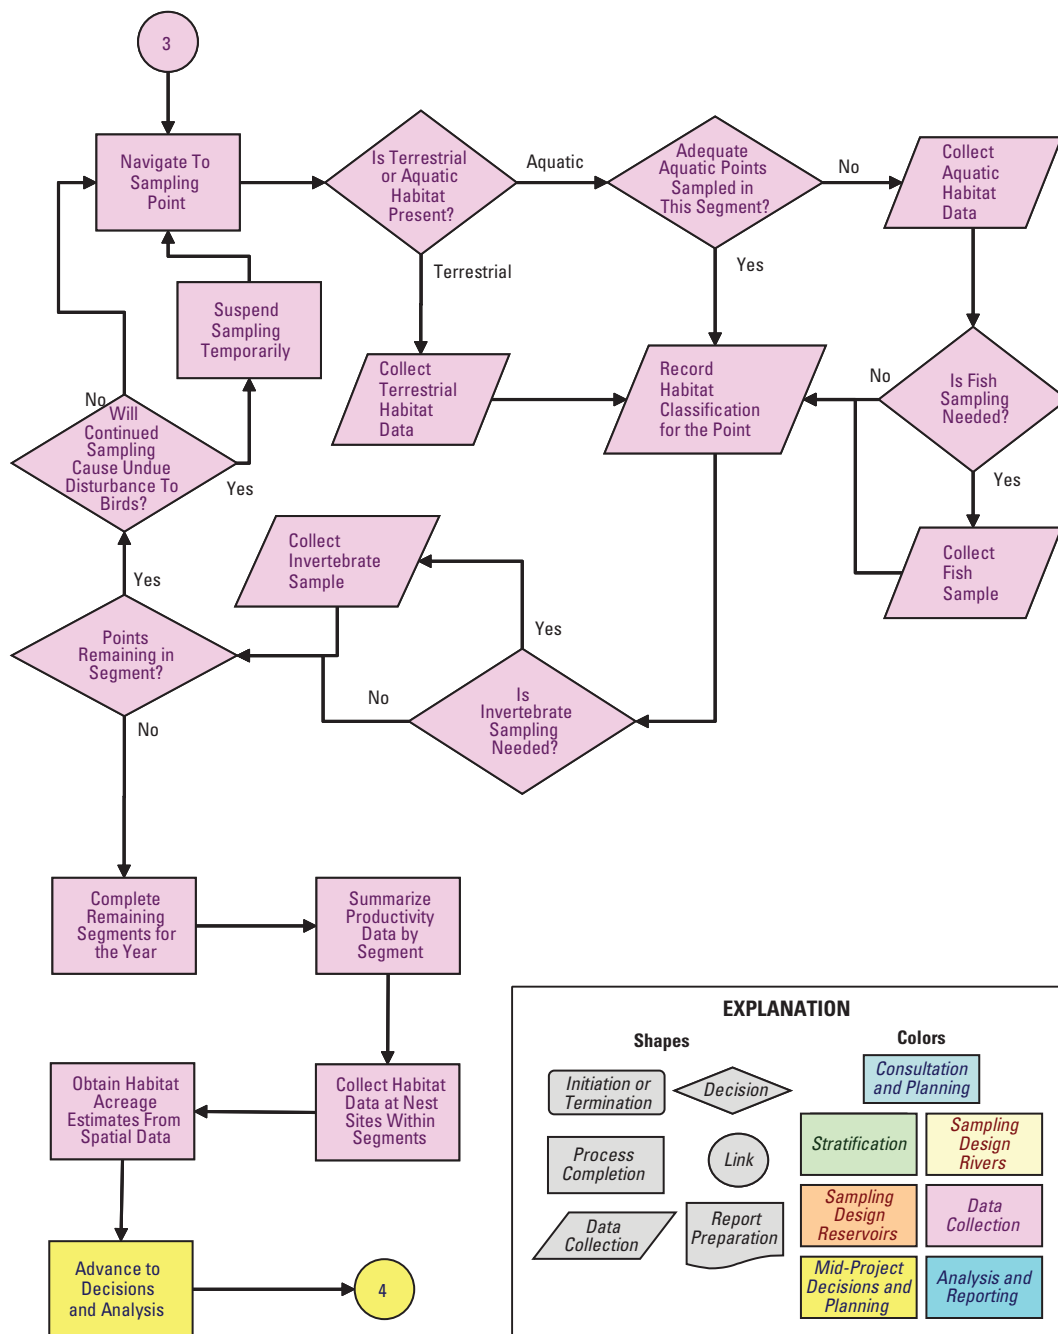 3
Navigate To
Sampling
Point
Is Terrestrial
or Aquatic
Habitat
Present?
Aquatic
Adequate
Aquatic Points
Sampled in
This Segment?
No
Collect
Aquatic
Habitat
Data
Terrestrial
Yes
Suspend
Sampling
Temporarily
Collect
Terrestrial
Habitat
Data
Record
Habitat
Classification
for the Point
No
Is Fish
Sampling
Needed?
No
Will
Continued
Sampling
Cause Undue
Disturbance To
Birds?
Yes
Yes
Collect
Fish
Sample
Collect
Invertebrate
Sample
Yes
Yes
Points
Remaining in
Segment?
No
Is
Invertebrate
Sampling
Needed?
No
Complete
Remaining
Segments for
the Year
Summarize
Productivity
Data by
Segment
Obtain Habitat
Acreage
Estimates From
Spatial Data
Collect Habitat
Data at Nest
Sites Within
Segments
Advance to
Decisions
and Analysis
4
EXPLANATION
Shapes
Initiation or
Termination
Decision
Process
Completion
Link
Data
Collection
Report
Preparation
Colors
Consultation
and Planning
Stratification
Sampling
Design
Rivers
Sampling
Design
Reservoirs
Data
Collection
Mid-Project
Decisions and
Planning
Analysis and
Reporting